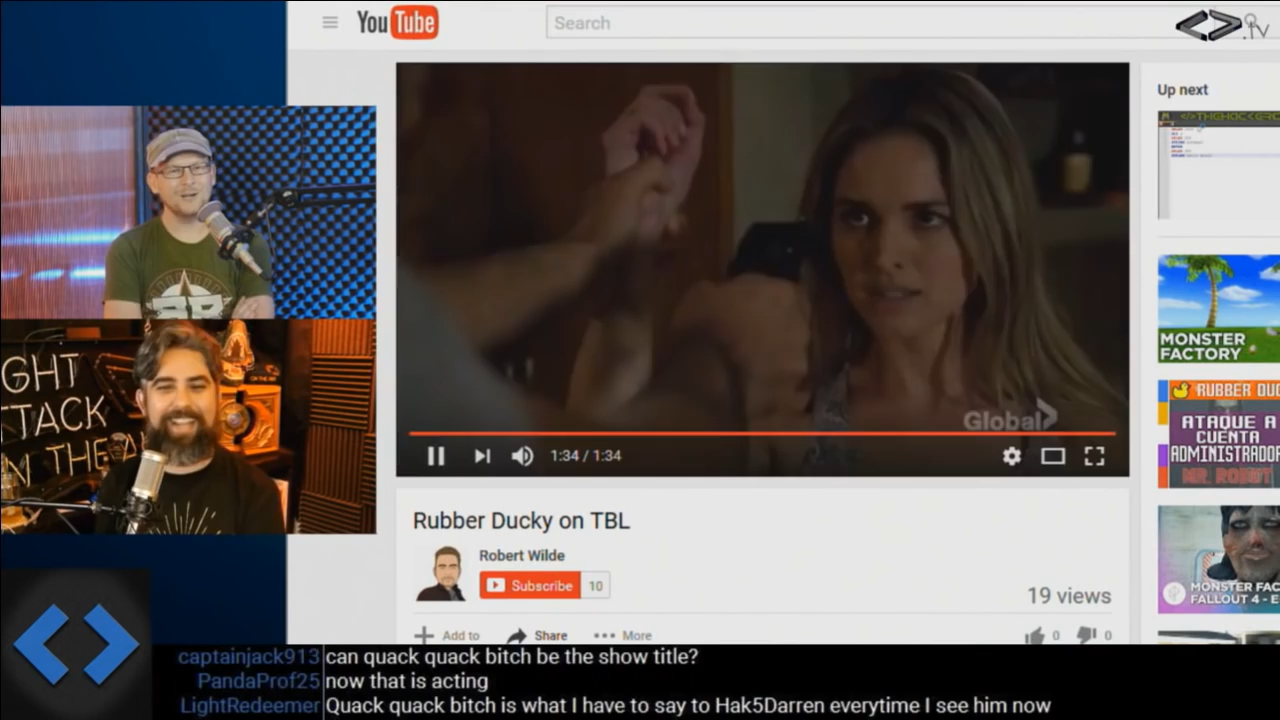 YouTube
Search
<>.tv
Up next
MONSTER
FACTORY
RUBBER DUC
ATAQUE A
CUENTA
ADMINISTRADOR
MR. ROBOT
MONSTER FAC
FALLOUT 4 - E
GHT
TACK
THE
Global
1:34 / 1:34
Rubber Ducky on TBL
Robert Wilde
Subscribe 10
19 views
Add to Share More 0 0
captainjack913 can quack quack bitch be the show title?
PandaProf25 now that is acting
LightRedeemer Quack quack bitch is what I have to say to Hak5Darren everytime I see him now